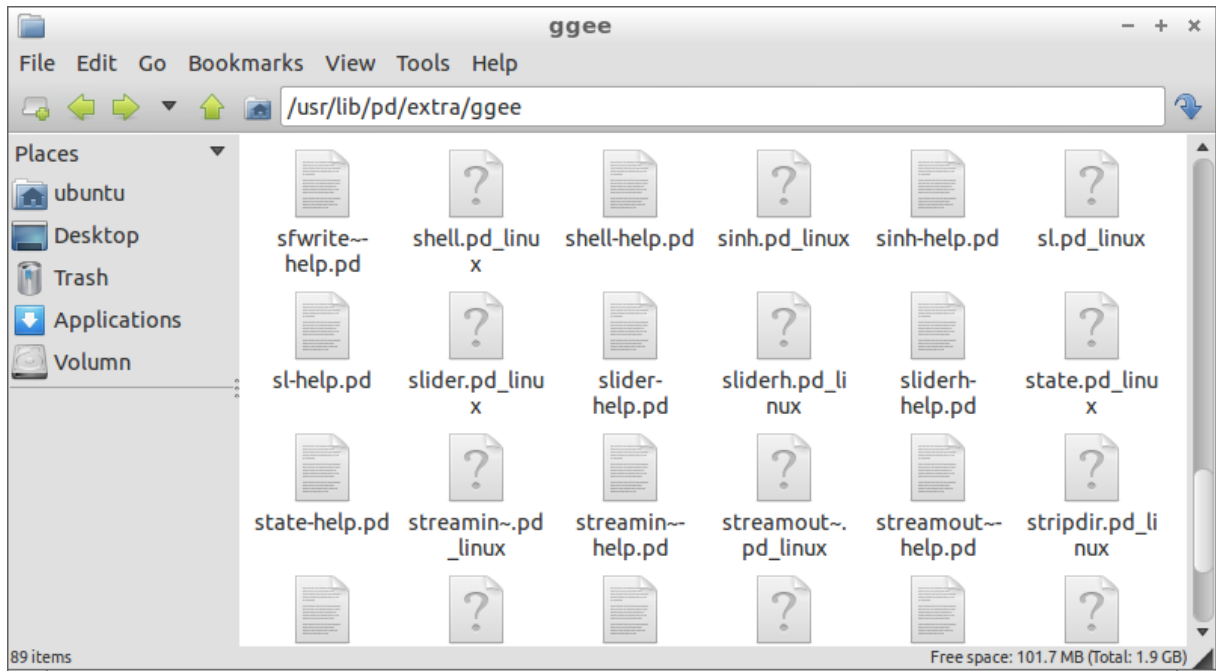 ggee
File Edit Go Bookmarks View Tools Help
/usr/lib/pd/extra/ggee
Places
ubuntu
Desktop
Trash
Applications
Volumn
sfwrite~-
help.pd
shell.pd_linu
x
shell-help.pd
sinh.pd_linux
sinh-help.pd
sl.pd_linux
sl-help.pd
slider.pd_linu
x
slider-
help.pd
sliderh.pd_li
nux
sliderh-
help.pd
state.pd_linu
x
state-help.pd
streamin~.pd
_linux
streamin~-
help.pd
streamout~.
pd_linux
streamout~-
help.pd
stripdir.pd_li
nux
89 items
Free space: 101.7 MB (Total: 1.9 GB)